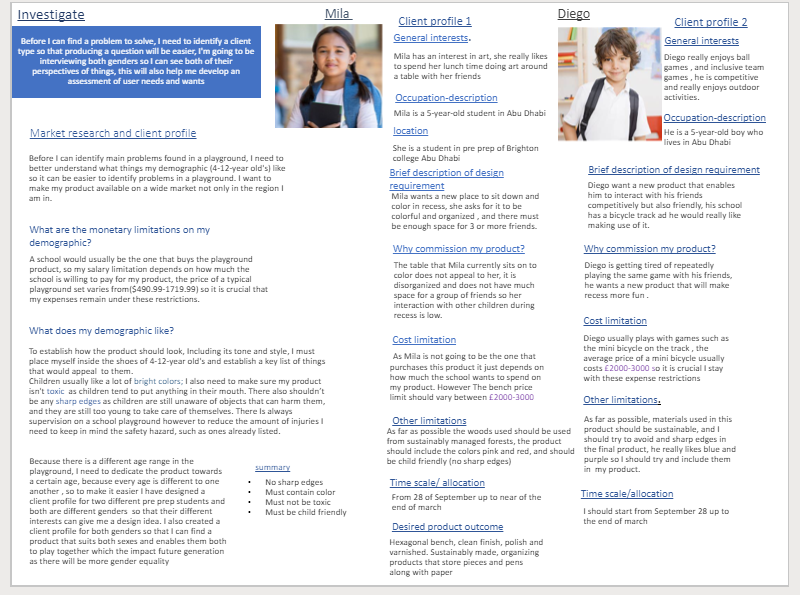 Investigate
Before I can find a problem to solve, I need to identify a client
type so that producing a question will be easier, I'm going to be
interviewing both genders so I can see both of their
perspectives of things, this will also help me develop an
assessment of user needs and wants
Market research and client profile
Before I can identify main problems found in a playground, I need to
better understand what things my demographic (4-12-year old's) like
so it can be easier to identify problems in a playground. I want to
make my product available on a wide market not only in the region I
am in.
What are the monetary limitations on my
demographic?
A school would usually be the one that buys the playground
product, so my salary limitation depends on how much the
school is willing to pay for my product, the price of a typical
playground set varies from($490.99-1719.99) so it is crucial that
my expenses remain under these restrictions.
What does my demographic like?
To establish how the product should look, Including its tone and style, I must
place myself inside the shoes of 4-12-year old's and establish a key list of things
that would appeal to them.
Children usually like a lot of bright colors; I also need to make sure my product
isn't toxic as children tend to put anything in their mouth. There also shouldn't
be any sharp edges as children are still unaware of objects that can harm them,
and they are still too young to take care of themselves. There Is always
supervision on a school playground however to reduce the amount of injuries I
need to keep in mind the safety hazard, such as ones already listed.
Because there is a different age range in the
playground, I need to dedicate the product towards
a certain age, because every age is different to one
another , so to make it easier I have designed a
client profile for two different pre prep students and
both are different genders so that their different
interests can give me a design idea. I also created a
client profile for both genders so that I can find a
product that suits both sexes and enables them both
to play together which the impact future generation
as there will be more gender equality
summary
• No sharp edges
• Must contain color
• Must not be toxic
• Must be child friendly
Mila
Client profile 1
General interests.
Mila has an interest in art, she really likes
to spend her lunch time doing art around
a table with her friends
Occupation-description
Mila is a 5-year-old student in Abu Dhabi
location
She is a student in pre prep of Brighton
college Abu Dhabi
Brief description of design
requirement
Mila wants a new place to sit down and
color in recess, she asks for it to be
colorful and organized , and there must
be enough space for 3 or more friends.
Why commission my product?
The table that Mila currently sits on to
color does not appeal to her, it is
disorganized and does not have much
space for a group of friends so her
interaction with other children during
recess is low.
Cost limitation
As Mila is not going to be the one that
purchases this product it just depends on
how much the school wants to spend on
my product. However The bench price
limit should vary between £2000-3000
Other limitations
As far as possible the woods used should be used
from sustainably managed forests, the product
should include the colors pink and red, and should
be child friendly (no sharp edges)
Time scale/ allocation
From 28 of September up to near of the
end of march
Desired product outcome
Hexagonal bench, clean finish, polish and
varnished. Sustainably made, organizing
products that store pieces and pens
along with paper
Diego
Client profile 2
General interests
Diego really enjoys ball
games , and inclusive team
games , he is competitive
and really enjoys outdoor
activities.
Occupation-description
He is a 5-year-old boy who
lives in Abu Dhabi
Brief description of design requirement
Diego want a new product that enables
him to interact with his friends
competitively but also friendly, his school
has a bicycle track ad he would really like
making use of it.
Why commission my product?
Diego is getting tired of repeatedly
playing the same game with his friends,
he wants a new product that will make
recess more fun .
Cost limitation
Diego usually plays with games such as
the mini bicycle on the track , the
average price of a mini bicycle usually
costs £2000-3000 so it is crucial I stay
with these expense restrictions
Other limitations.
As far as possible, materials used in this
product should be sustainable, and I
should try to avoid and sharp edges in
the final product, he really likes blue and
purple so I should try and include them
in my product.
Time scale/allocation
I should start from September 28 up to
the end of march